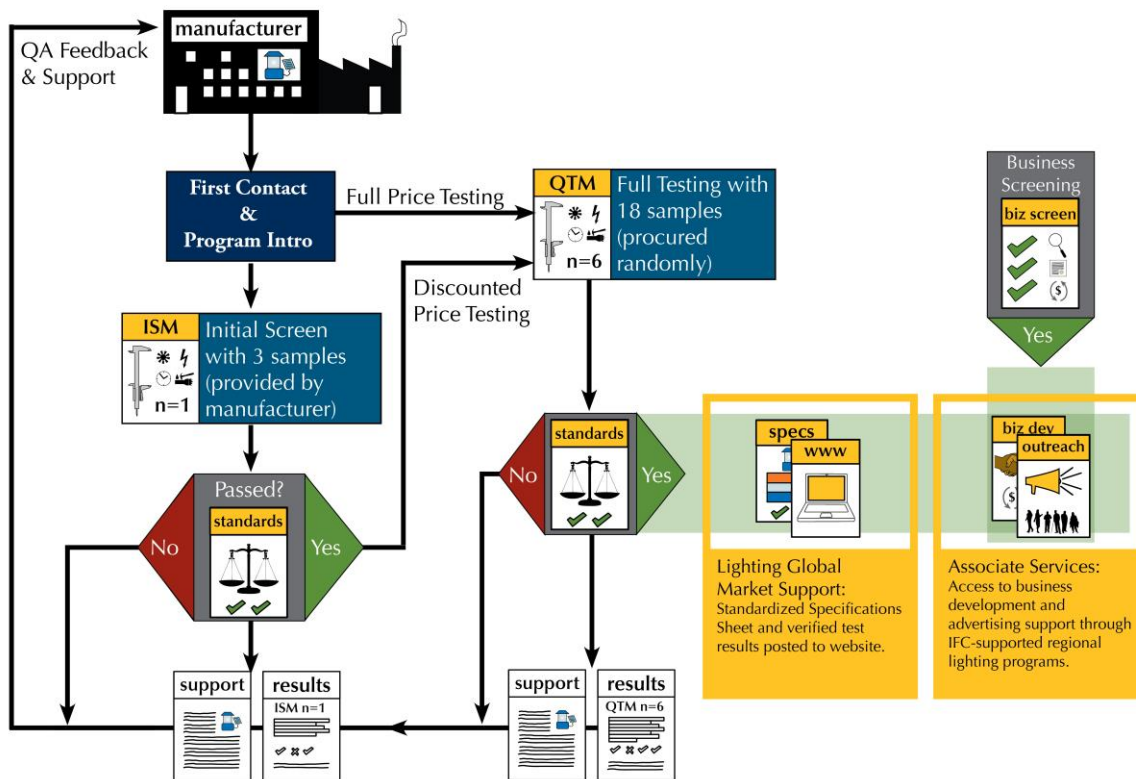 manufacturer
QA Feedback
& Support
First Contact
&
Program Intro
Full Price Testing
QTM
n=6
Full Testing with
18 samples
(procured
randomly)
Discounted
Price Testing
ISM
n=1
Initial Screen
with 3 samples
(provided by
manufacturer)
Business
Screening
biz screen
$
Yes
Passed?
standards
No
Yes
standards
No
Yes
specs
www
biz dev
$
outreach
Lighting Global
Market Support:
Standardized Specifications
Sheet and verified test
results posted to website.
Associate Services:
Access to business
development and
advertising support through
IFC-supported regional
lighting programs.
support
results
ISM n=1
support
results
QTM n=6